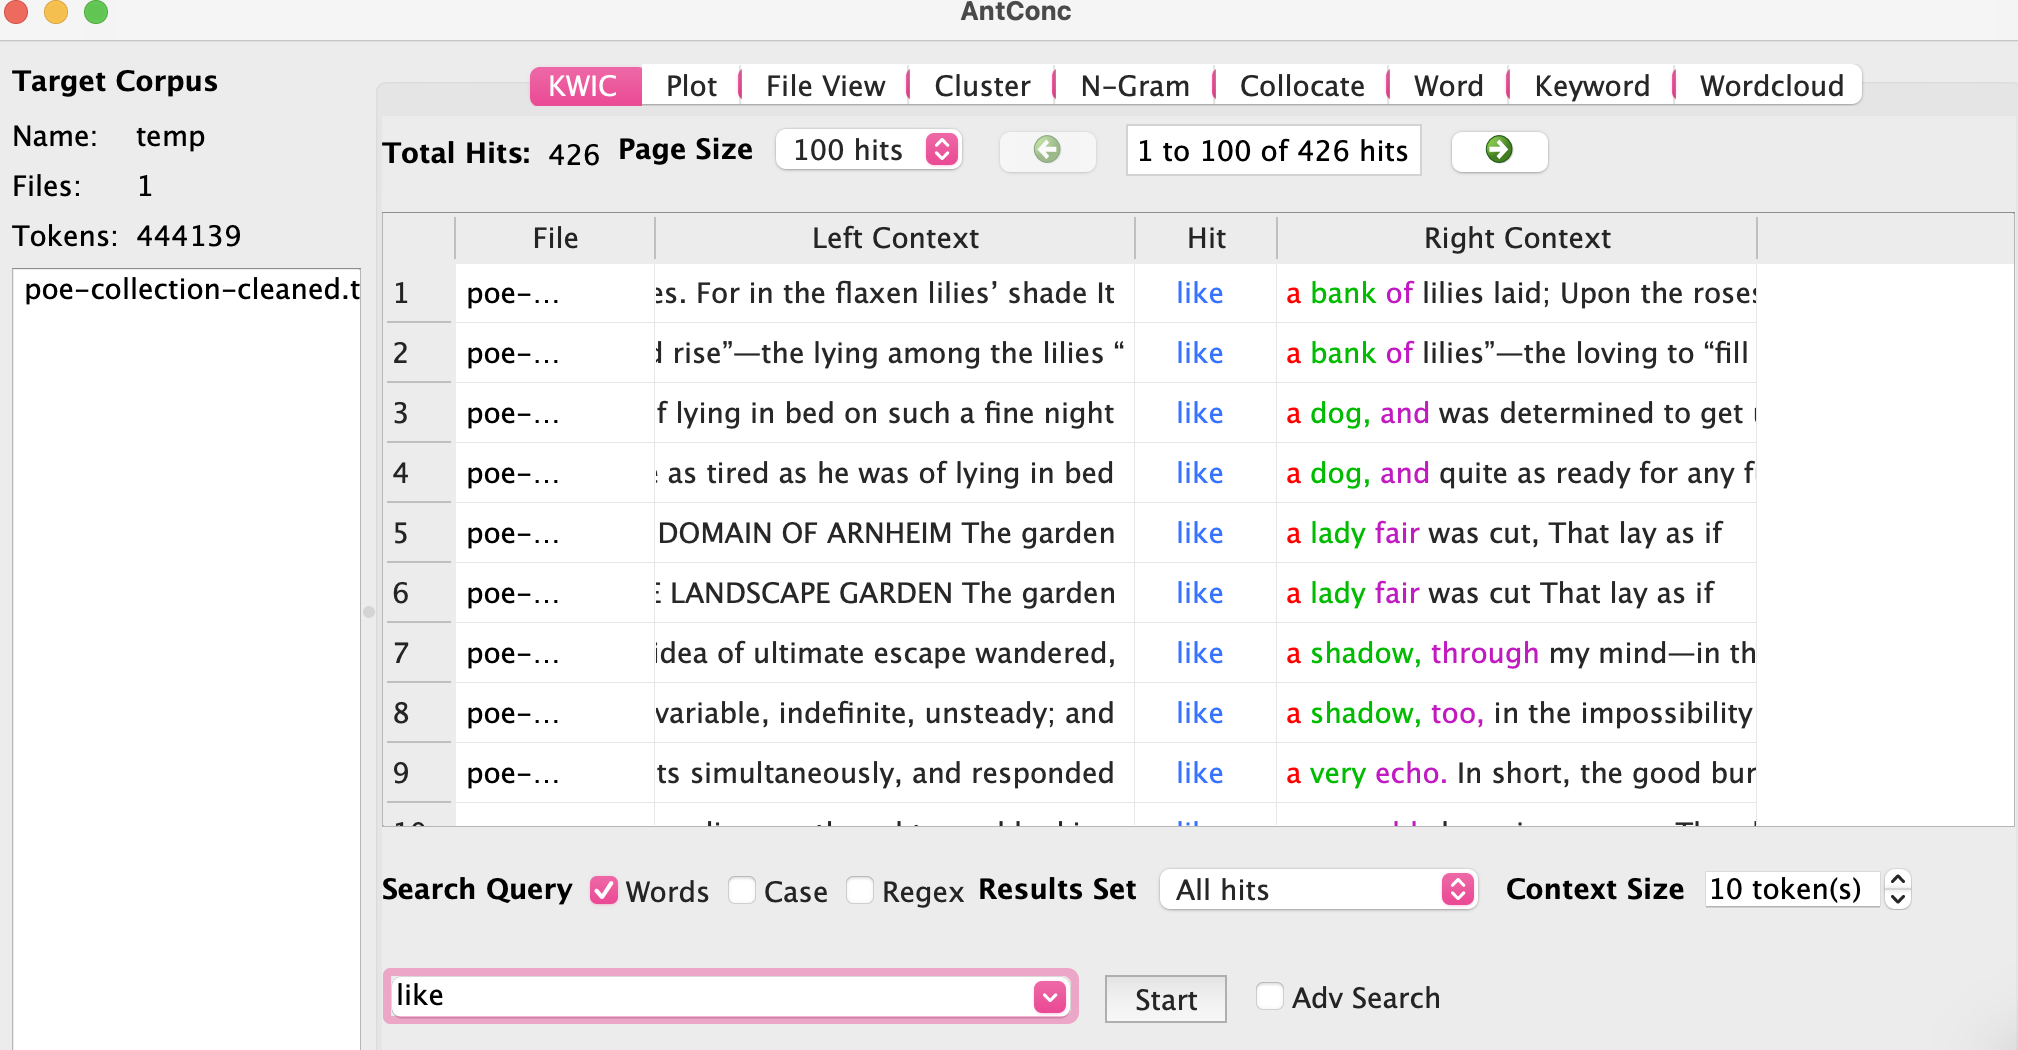 AntConc
Target Corpus
Name: temp
Files: 1
Tokens: 444139
poe-collection-cleaned.t
KWIC Plot File View Cluster N-Gram Collocate Word Keyword Wordcloud
Total Hits: 426 Page Size 100 hits 1 to 100 of 426 hits
File Left Context Hit Right Context
1 poe-... es. For in the flaxen lilies’ shade It like a bank of lilies laid; Upon the roses
2 poe-... d rise”—the lying among the lilies “ like a bank of lilies”—the loving to “fill
3 poe-... f lying in bed on such a fine night like a dog, and was determined to get
4 poe-... as tired as he was of lying in bed like a dog, and quite as ready for any f
5 poe-... DOMAIN OF ARNHEIM The garden like a lady fair was cut, That lay as if
6 poe-... E LANDSCAPE GARDEN The garden like a lady fair was cut That lay as if
7 poe-... idea of ultimate escape wandered, like a shadow, through my mind—in th
8 poe-... variable, indefinite, unsteady; and like a shadow, too, in the impossibility
9 poe-... ts simultaneously, and responded like a very echo. In short, the good bur
Search Query Words Case Regex Results Set All hits Context Size 10 token(s)
like Start Adv Search